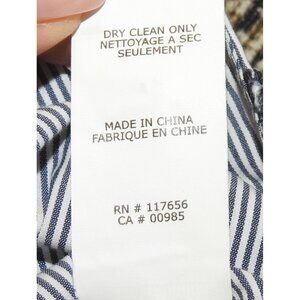 DRY CLEAN ONLY
NETTOYAGE A SEC
SEULEMENT
MADE IN CHINA
FABRIQUE EN CHINE
RN # 117656
CA # 00985